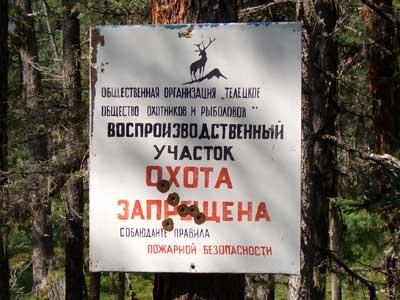 ОБЩЕСТВЕННАЯ ОРГАНИЗАЦИЯ „ТЕЛЕЦКОЕ
ОБЩЕСТВО ОХОТНИКОВ И РЫБОЛОВОВ"
ВОСПРОИЗВОДСТВЕННЫЙ
УЧАСТОК
ОХОТА
ЗАПРЕЩЕНА
СОБЛЮДАЙТЕ ПРАВИЛА
ПОЖАРНОЙ БЕЗОПАСНОСТИ